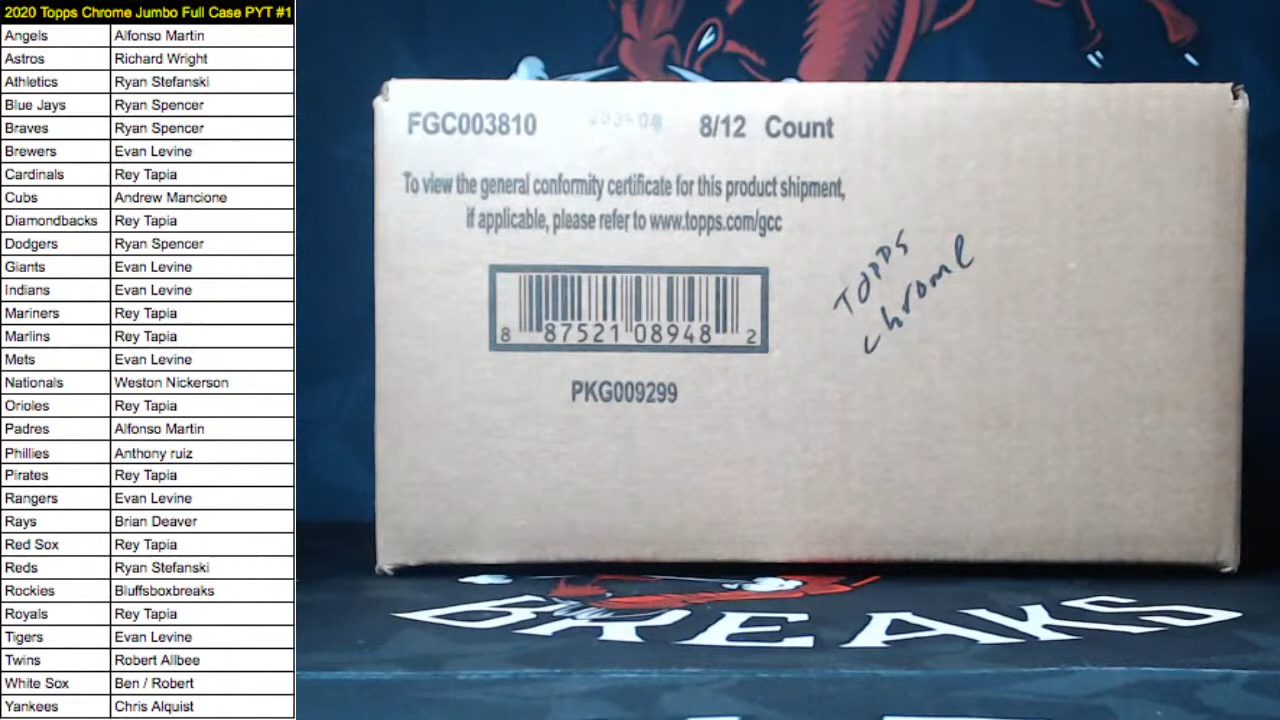 2020 Topps Chrome Jumbo Full Case PYT #1
Angels Alfonso Martin
Astros Richard Wright
Athletics Ryan Stefanski
Blue Jays Ryan Spencer
Braves Ryan Spencer
Brewers Evan Levine
Cardinals Rey Tapia
Cubs Andrew Mancione
Diamondbacks Rey Tapia
Dodgers Ryan Spencer
Giants Evan Levine
Indians Evan Levine
Mariners Rey Tapia
Marlins Rey Tapia
Mets Evan Levine
Nationals Weston Nickerson
Orioles Rey Tapia
Padres Alfonso Martin
Phillies Anthony ruiz
Pirates Rey Tapia
Rangers Evan Levine
Rays Brian Deaver
Red Sox Rey Tapia
Reds Ryan Stefanski
Rockies Bluffsboxbreaks
Royals Rey Tapia
Tigers Evan Levine
Twins Robert Allbee
White Sox Ben / Robert
Yankees Chris Alquist
FGC003810 8/12 Count
To view the general conformity certificate for this product shipment,
if applicable, please refer to www.topps.com/gcc
8 87521 08948 2
PKG009299
TOPPS
chrome
BREAKS